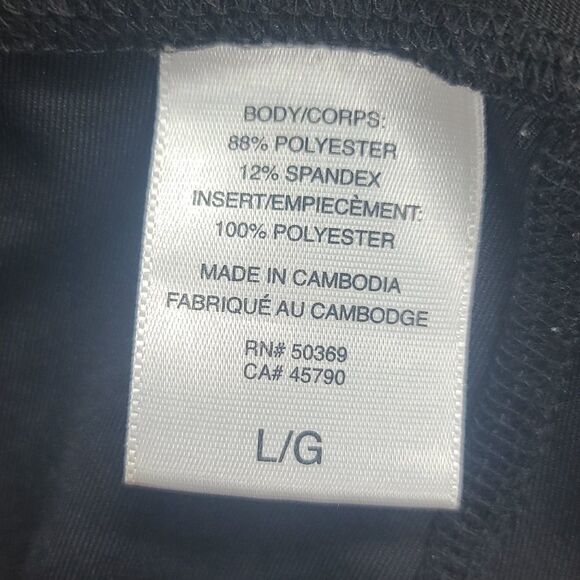 BODY/CORPS:
88% POLYESTER
12% SPANDEX
INSERT/EMPIECÈMENT:
100% POLYESTER
MADE IN CAMBODIA
FABRIQUÉ AU CAMBODGE
RN# 50369
CA# 45790
L/G